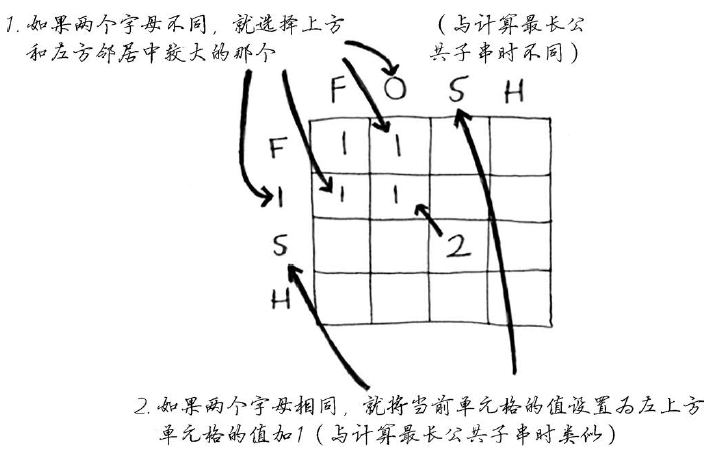 1. 如果两个字母不同，就选择上方
和左方邻居中较大的那个
（与计算最长公
共子串时不同）
F O S H
F 1 1
I 1 1
S 2
H
2. 如果两个字母相同，就将当前单元格的值设置为左上方
单元格的值加1（与计算最长公共子串时类似）